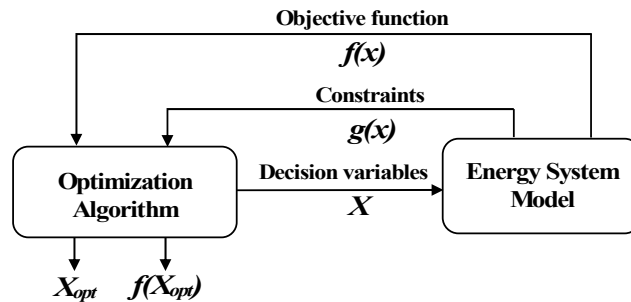 Objective function
f(x)
Constraints
g(x)
Optimization
Algorithm
Decision variables
X
Energy System
Model
Xopt
f(Xopt)